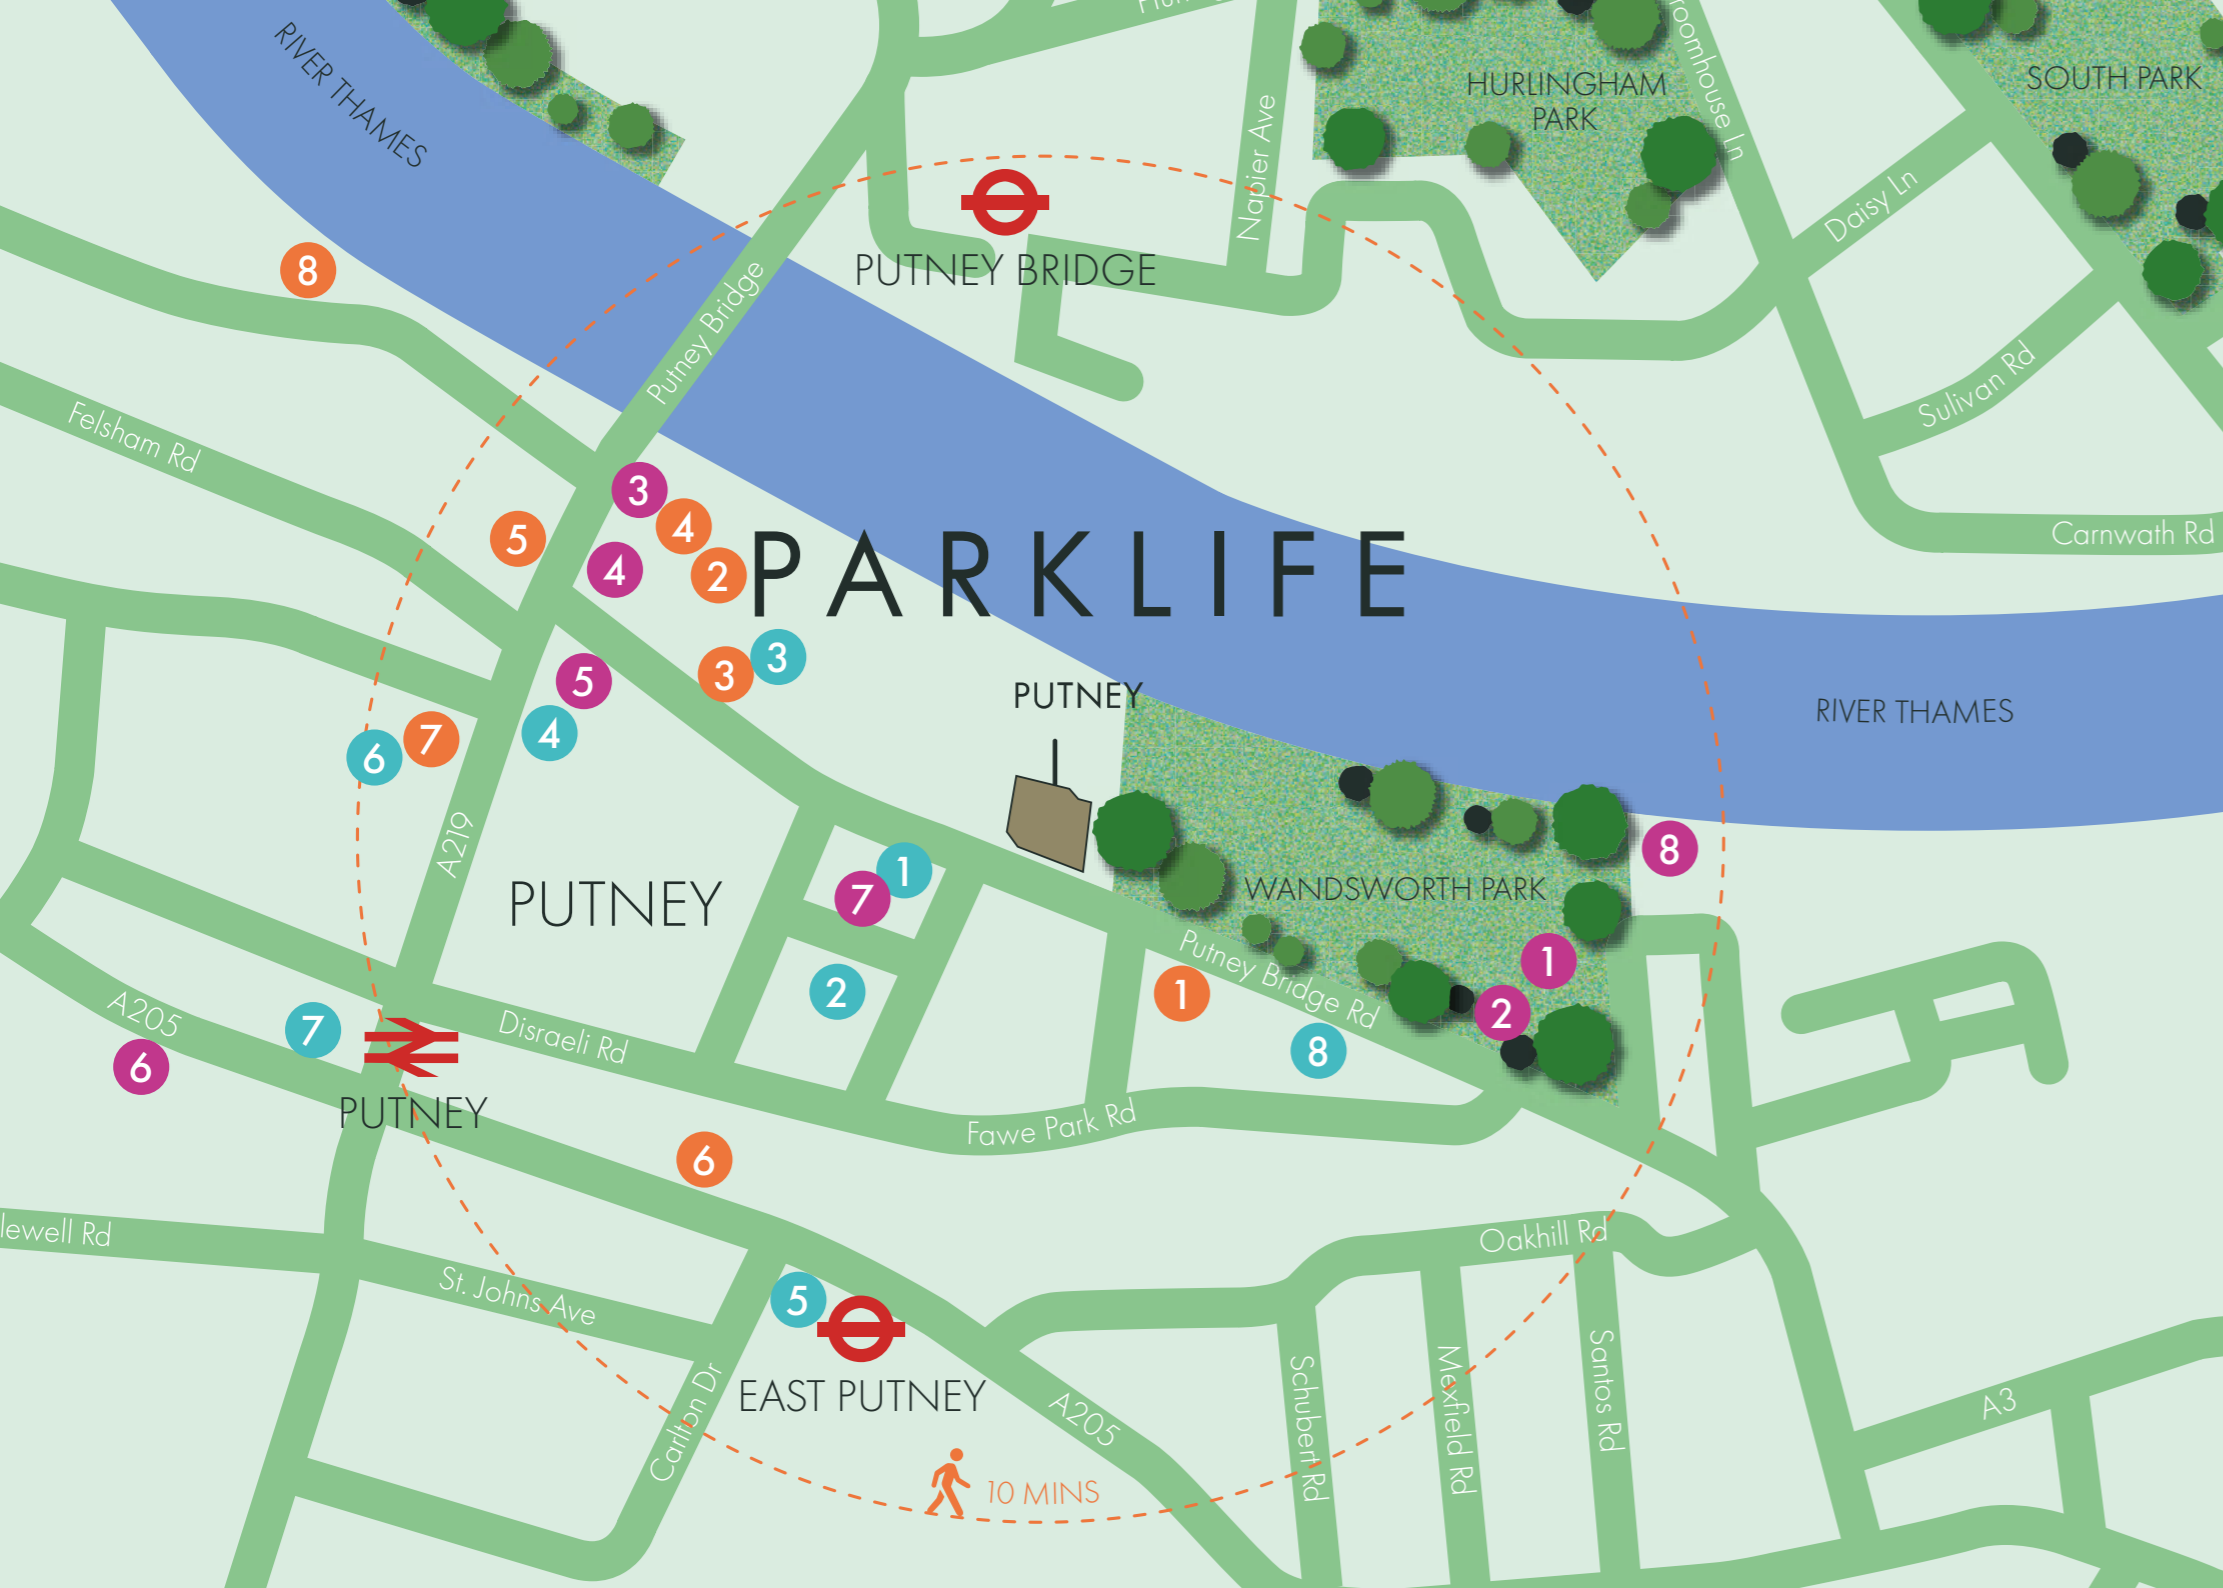 RIVER THAMES
HURLINGHAM
PARK
SOUTH PARK
Napier Ave
Daisy Ln
8
PUTNEY BRIDGE
Putney Bridge
Sulivan Rd
Felsham Rd
3
4
5
Carnwath Rd
4
2
PARKLIFE
3
3
5
PUTNEY
RIVER THAMES
4
7
6
A219
8
1
7
PUTNEY
WANDSWORTH PARK
Putney Bridge Rd
1
2
1
2
A205
7
Disraeli Rd
8
6
PUTNEY
Fawe Park Rd
6
lewell Rd
Oakhill Rd
St. Johns Ave
5
EAST PUTNEY
Carlton Dr
A205
Schubert Rd
Mexfield Rd
Santos Rd
A3
10 MINS